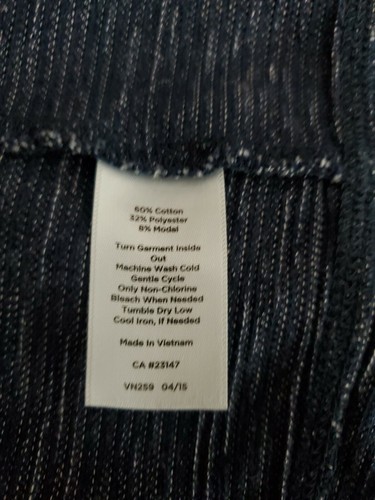 60% Cotton
32% Polyester
8% Modal
Turn Garment Inside
Out
Machine Wash Cold
Gentle Cycle
Only Non-Chlorine
Bleach When Needed
Tumble Dry Low
Cool Iron, If Needed
Made In Vietnam
CA #23147
VN259 04/15